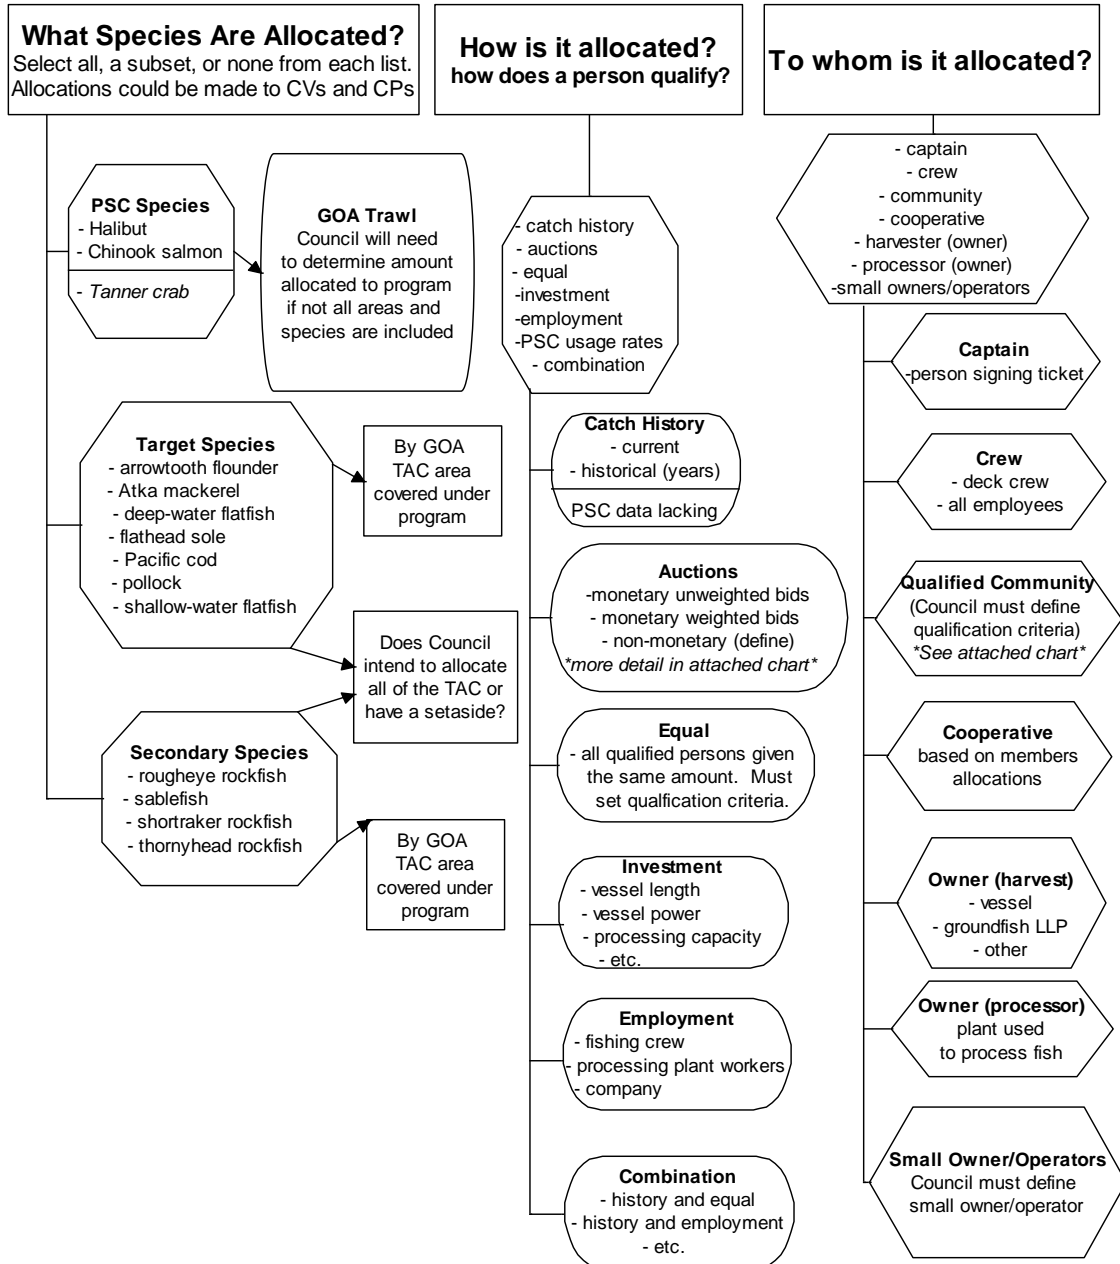 What Species Are Allocated?
Select all, a subset, or none from each list.
Allocations could be made to CVs and CPs
PSC Species
- Halibut
- Chinook salmon
- Tanner crab
GOA Trawl
Council will need
to determine amount
allocated to program
if not all areas and
species are included
Target Species
- arrowtooth flounder
- Atka mackerel
- deep-water flatfish
- flathead sole
- Pacific cod
- pollock
- shallow-water flatfish
By GOA
TAC area
covered under
program
Does Council
intend to allocate
all of the TAC or
have a setaside?
Secondary Species
- rougheye rockfish
- sablefish
- shortraker rockfish
- thornyhead rockfish
By GOA
TAC area
covered under
program
How is it allocated?
how does a person qualify?
- catch history
- auctions
- equal
-investment
-employment
-PSC usage rates
- combination
Catch History
- current
- historical (years)
PSC data lacking
Auctions
-monetary unweighted bids
- monetary weighted bids
- non-monetary (define)
*more detail in attached chart*
Equal
- all qualified persons given
the same amount. Must
set qualfication criteria.
Investment
- vessel length
- vessel power
- processing capacity
- etc.
Employment
- fishing crew
- processing plant workers
- company
Combination
- history and equal
- history and employment
- etc.
To whom is it allocated?
- captain
- crew
- community
- cooperative
- harvester (owner)
- processor (owner)
-small owners/operators
Captain
-person signing ticket
Crew
- deck crew
- all employees
Qualified Community
(Council must define
qualification criteria)
*See attached chart*
Cooperative
based on members
allocations
Owner (harvest)
- vessel
- groundfish LLP
- other
Owner (processor)
plant used
to process fish
Small Owner/Operators
Council must define
small owner/operator